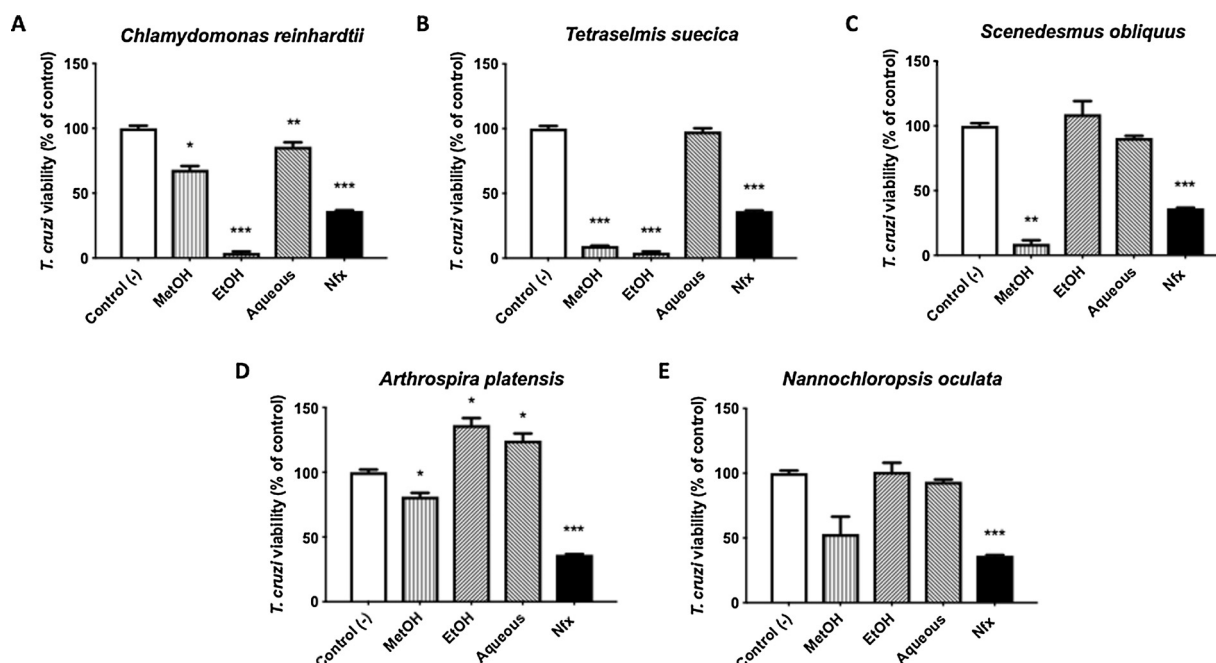 A
Chlamydomonas reinhardtii
T. cruzi viability (% of control)
150
100
50
0
*
***
**
***
Control (-)
MetOH
EtOH
Aqueous
Nfx
B
Tetraselmis suecica
T. cruzi viability (% of control)
150
100
50
0
***
***
***
Control (-)
MetOH
EtOH
Aqueous
Nfx
C
Scenedesmus obliquus
T. cruzi viability (% of control)
150
100
50
0
**
***
Control (-)
MetOH
EtOH
Aqueous
Nfx
D
Arthrospira platensis
T. cruzi viability (% of control)
150
100
50
0
*
*
*
***
Control (-)
MetOH
EtOH
Aqueous
Nfx
E
Nannochloropsis oculata
T. cruzi viability (% of control)
150
100
50
0
***
Control (-)
MetOH
EtOH
Aqueous
Nfx